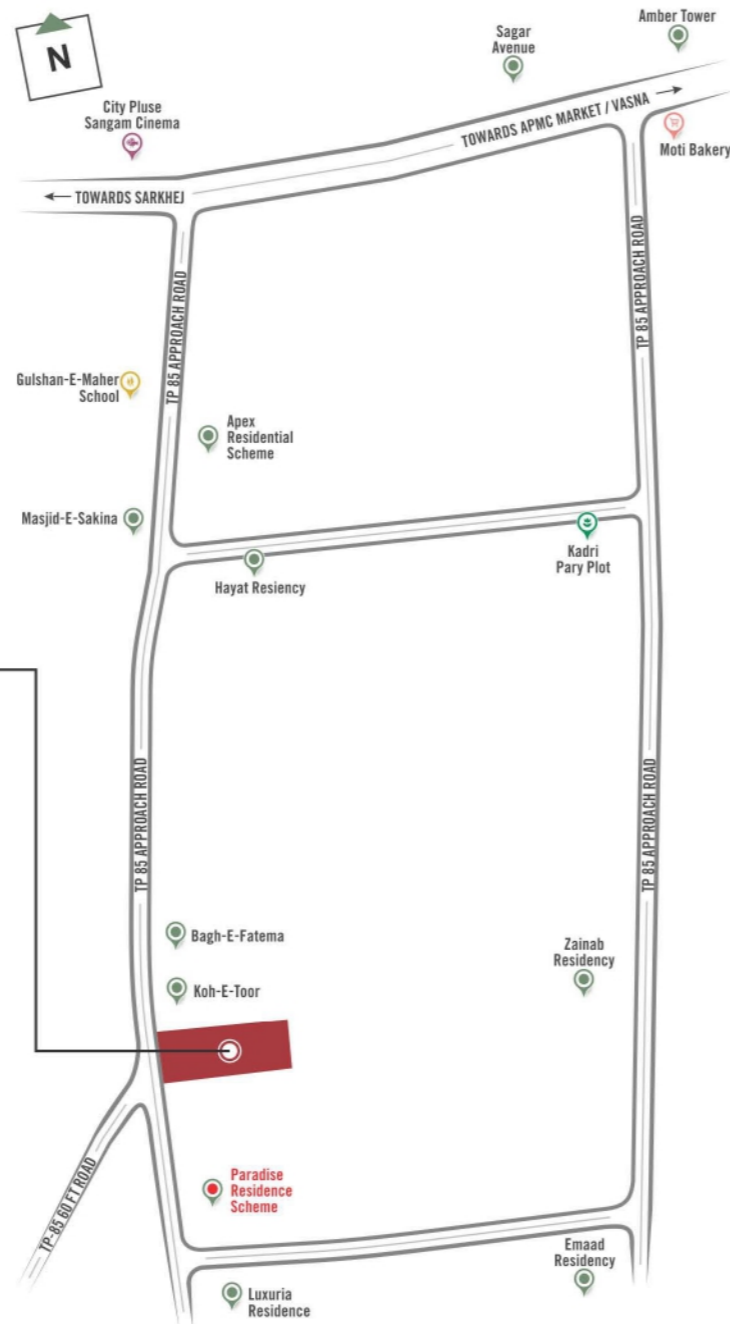 N
Amber Tower
Sagar
Avenue
City Pluse
Sangam Cinema
TOWARDS APMC MARKET / VASNA
Moti Bakery
TOWARDS SARKHEJ
TP 85 APPROACH ROAD
TP 85 APPROACH ROAD
Gulshan-E-Maher
School
Apex
Residential
Scheme
Masjid-E-Sakina
Kadri
Pary Plot
Hayat Resiency
TP 85 APPROACH ROAD
TP 85 APPROACH ROAD
Bagh-E-Fatema
Zainab
Residency
Koh-E-Toor
TP-85 60 FT ROAD
Paradise
Residence
Scheme
Emaad
Residency
Luxuria
Residence